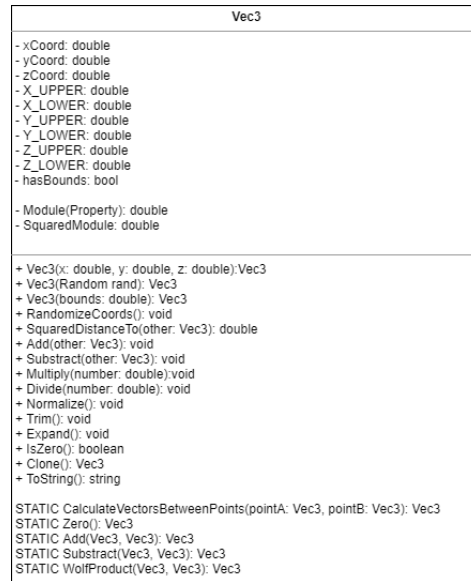 Vec3
- xCoord: double
- yCoord: double
- zCoord: double
- X_UPPER: double
- X_LOWER: double
- Y_UPPER: double
- Y_LOWER: double
- Z_UPPER: double
- Z_LOWER: double
- hasBounds: bool
- Module(Property): double
- SquaredModule: double
+ Vec3(x: double, y: double, z: double):Vec3
+ Vec3(Random rand): Vec3
+ Vec3(bounds: double): Vec3
+ RandomizeCoords(): void
+ SquaredDistanceTo(other: Vec3): double
+ Add(other: Vec3): void
+ Substract(other: Vec3): void
+ Multiply(number: double):void
+ Divide(number: double): void
+ Normalize(): void
+ Trim(): void
+ Expand(): void
+ IsZero(): boolean
+ Clone(): Vec3
+ ToString(): string
STATIC CalculateVectorsBetweenPoints(pointA: Vec3, pointB: Vec3): Vec3
STATIC Zero(): Vec3
STATIC Add(Vec3, Vec3): Vec3
STATIC Substract(Vec3, Vec3): Vec3
STATIC WolfProduct(Vec3, Vec3): Vec3